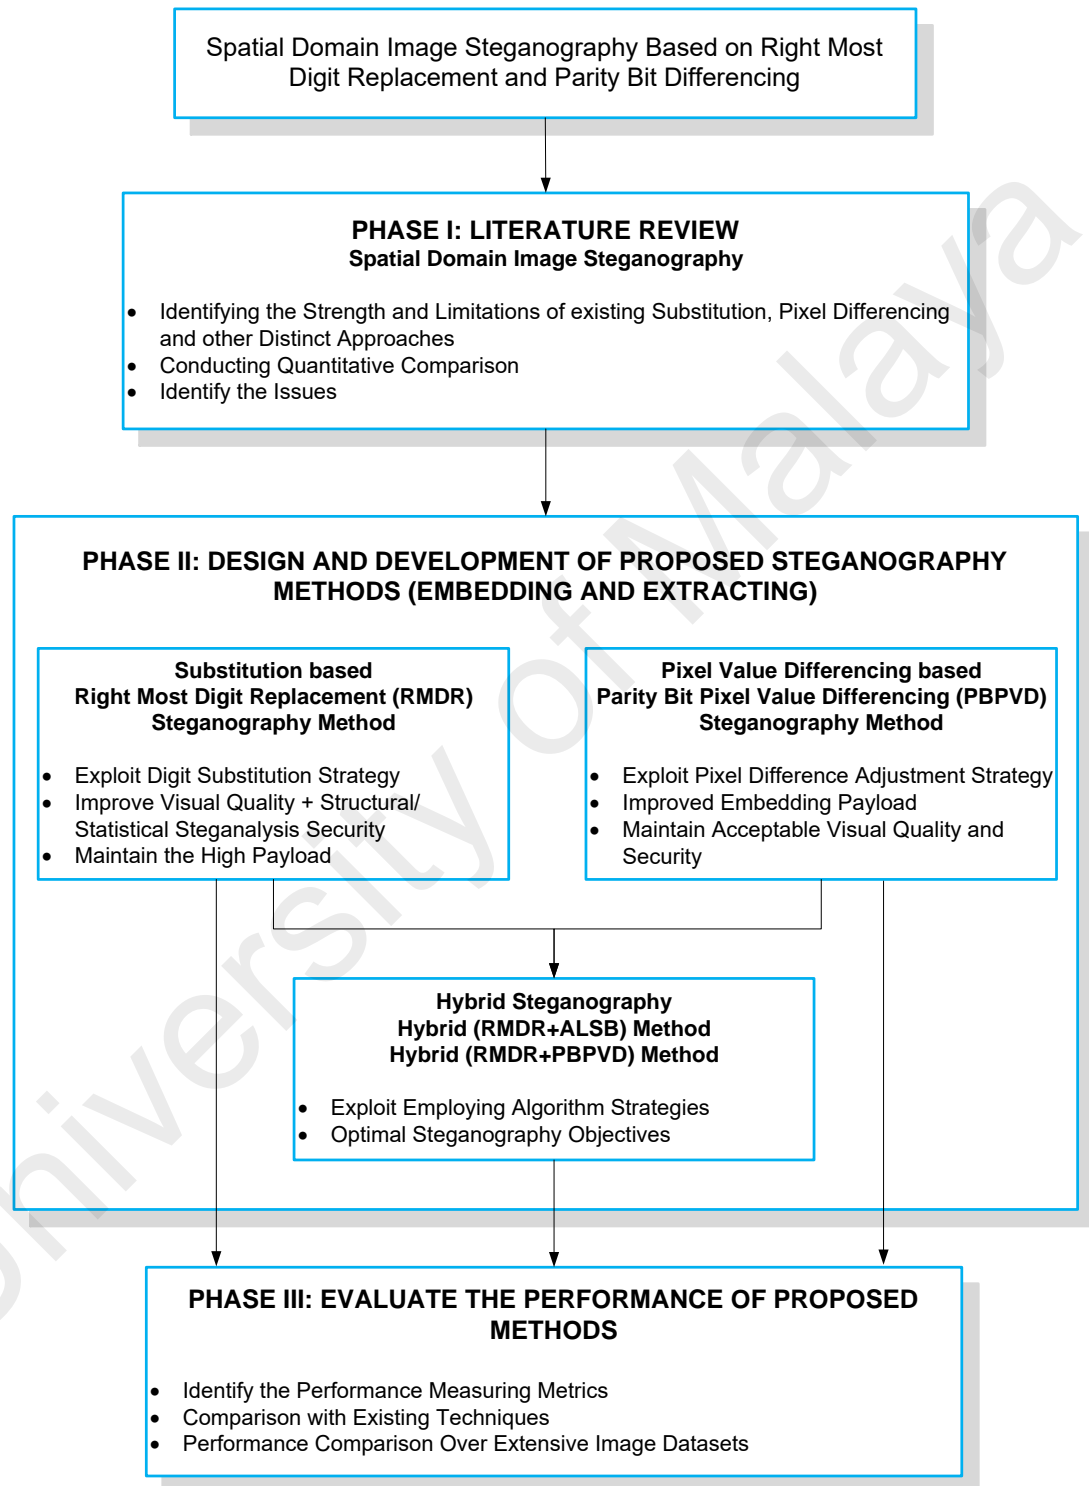 Spatial Domain Image Steganography Based on Right Most
Digit Replacement and Parity Bit Differencing
PHASE I: LITERATURE REVIEW
Spatial Domain Image Steganography
• Identifying the Strength and Limitations of existing Substitution, Pixel Differencing
and other Distinct Approaches
• Conducting Quantitative Comparison
• Identify the Issues
PHASE II: DESIGN AND DEVELOPMENT OF PROPOSED STEGANOGRAPHY
METHODS (EMBEDDING AND EXTRACTING)
Substitution based
Right Most Digit Replacement (RMDR)
Steganography Method
• Exploit Digit Substitution Strategy
• Improve Visual Quality + Structural/
Statistical Steganalysis Security
• Maintain the High Payload
Pixel Value Differencing based
Parity Bit Pixel Value Differencing (PBPVD)
Steganography Method
• Exploit Pixel Difference Adjustment Strategy
• Improved Embedding Payload
• Maintain Acceptable Visual Quality and
Security
Hybrid Steganography
Hybrid (RMDR+ALSB) Method
Hybrid (RMDR+PBPVD) Method
• Exploit Employing Algorithm Strategies
• Optimal Steganography Objectives
PHASE III: EVALUATE THE PERFORMANCE OF PROPOSED
METHODS
• Identify the Performance Measuring Metrics
• Comparison with Existing Techniques
• Performance Comparison Over Extensive Image Datasets
University of Malaya